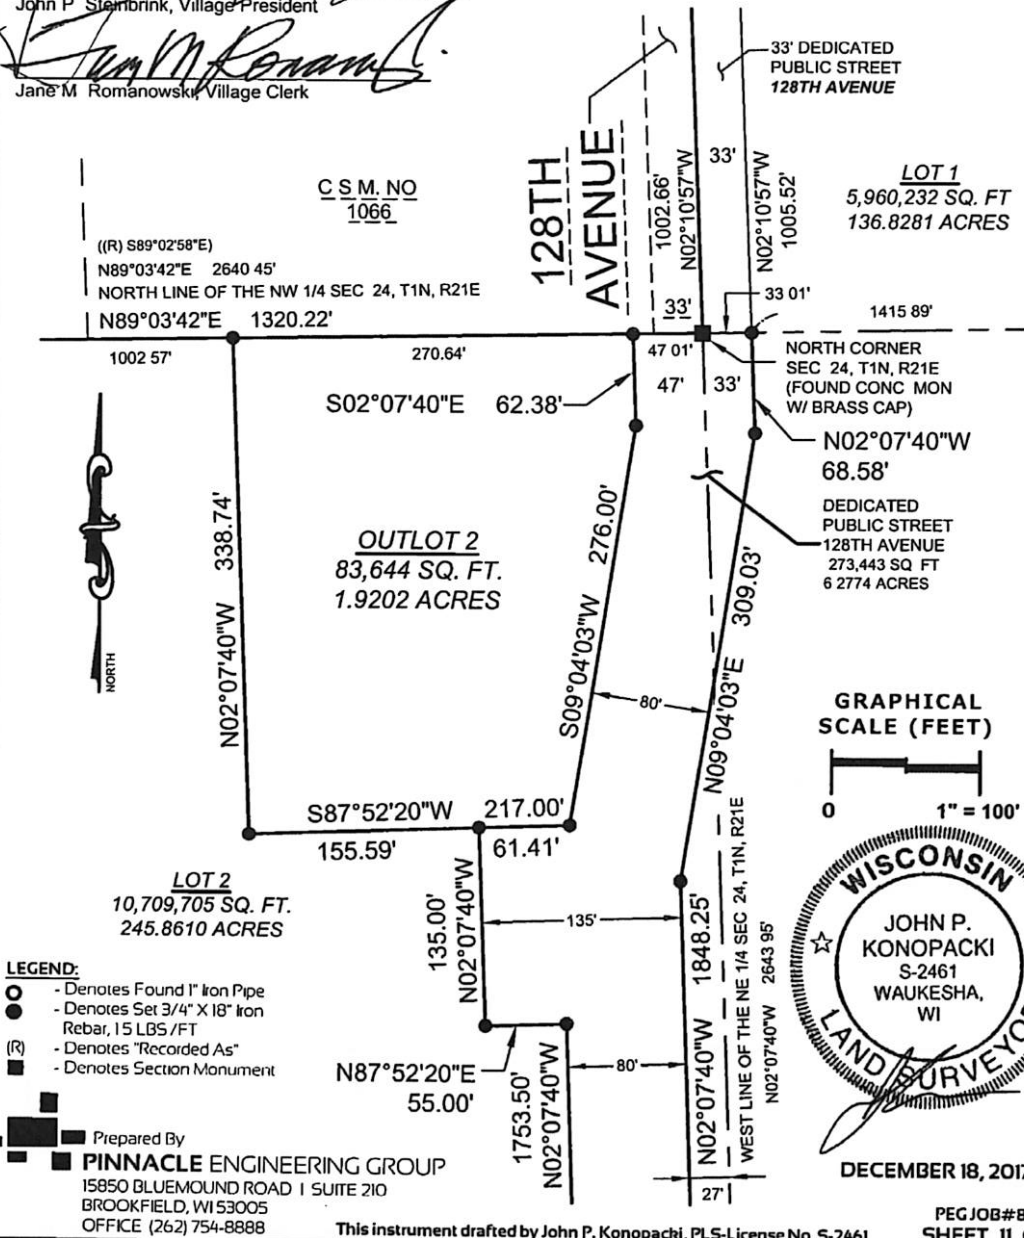 John P Steinbrink, Village President
Jane M Romanowski, Village Clerk
33' DEDICATED
PUBLIC STREET
128TH AVENUE
C S M. NO
1066
128TH
AVENUE
1002.66'
N02°10'57"W
33'
N02°10'57"W
1005.52'
LOT 1
5,960,232 SQ. FT
136.8281 ACRES
((R) S89°02'58"E)
N89°03'42"E 2640 45'
NORTH LINE OF THE NW 1/4 SEC 24, T1N, R21E
N89°03'42"E 1320.22'
33'
33 01'
1415 89'
1002 57'
270.64'
47 01'
NORTH CORNER
SEC 24, T1N, R21E
(FOUND CONC MON
W/ BRASS CAP)
47'
33'
S02°07'40"E 62.38'
N02°07'40"W
68.58'
DEDICATED
PUBLIC STREET
128TH AVENUE
273,443 SQ FT
6 2774 ACRES
338.74'
N02°07'40"W
OUTLOT 2
83,644 SQ. FT.
1.9202 ACRES
276.00'
S09°04'03"W
309.03'
N09°04'03"E
80'
NORTH
GRAPHICAL
SCALE (FEET)
0 1" = 100'
S87°52'20"W 217.00'
155.59' 61.41'
LOT 2
10,709,705 SQ. FT.
245.8610 ACRES
135.00'
N02°07'40"W
135'
1848.25'
N02°07'40"W
WEST LINE OF THE NE 1/4 SEC 24, T1N, R21E
N02°07'40"W 2643 95'
WISCONSIN
JOHN P.
KONOPACKI
S-2461
WAUKESHA,
WI
LAND SURVEYO
LEGEND:
- Denotes Found 1" Iron Pipe
- Denotes Set 3/4" X 18" Iron
Rebar, 1 5 LBS /FT
(R) - Denotes "Recorded As"
- Denotes Section Monument
N87°52'20"E
55.00'
1753.50'
N02°07'40"W
80'
27'
Prepared By
PINNACLE ENGINEERING GROUP
15850 BLUEMOUND ROAD | SUITE 210
BROOKFIELD, WI 53005
OFFICE (262) 754-8888
DECEMBER 18, 2017
PEG JOB#8
This instrument drafted by John P. Konopacki, PLS-License No. S-2461
SHEET 11